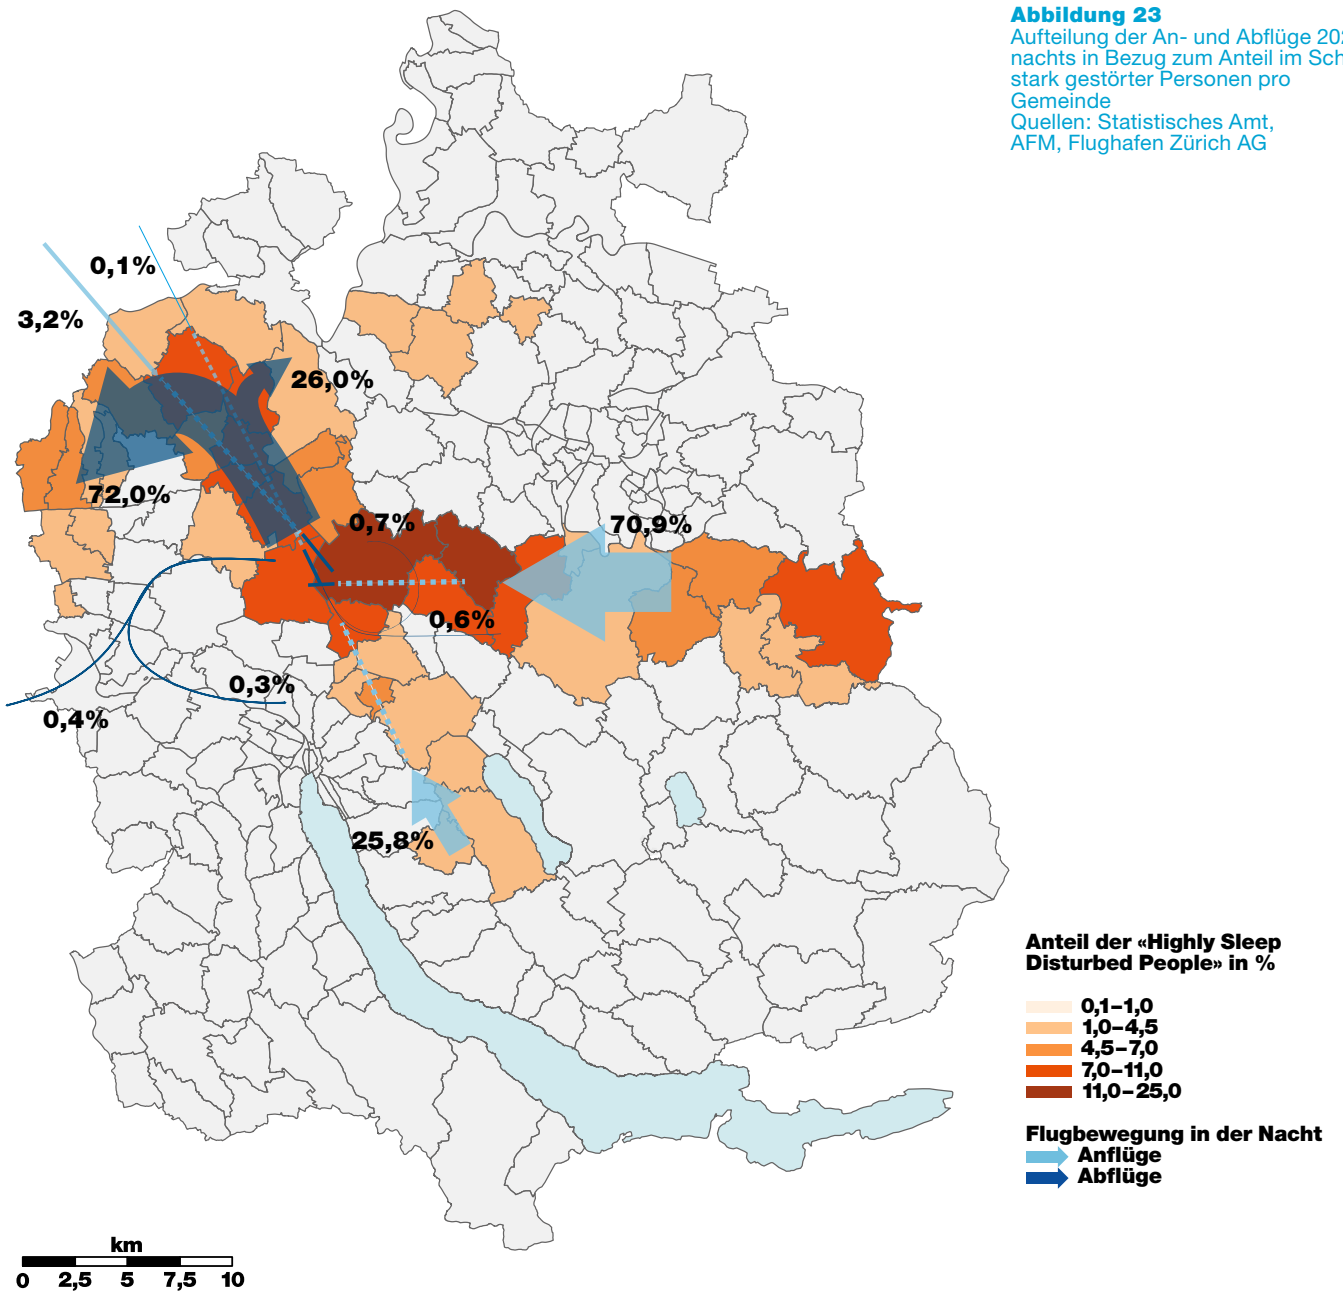 Abbildung 23
Aufteilung der An- und Abflüge
nachts in Bezug zum Anteil im
stark gestörter Personen pro
Gemeinde
Quellen: Statistisches Amt,
AFM, Flughafen Zürich AG
0,1%
3,2%
26,0%
72,0%
0,7%
70,9%
0,6%
0,3%
0,4%
25,8%
Anteil der «Highly Sleep
Disturbed People» in %
0,1–1,0
1,0–4,5
4,5–7,0
7,0–11,0
11,0–25,0
Flugbewegung in der Nacht
Anflüge
Abflüge
km
0 2,5 5 7,5 10